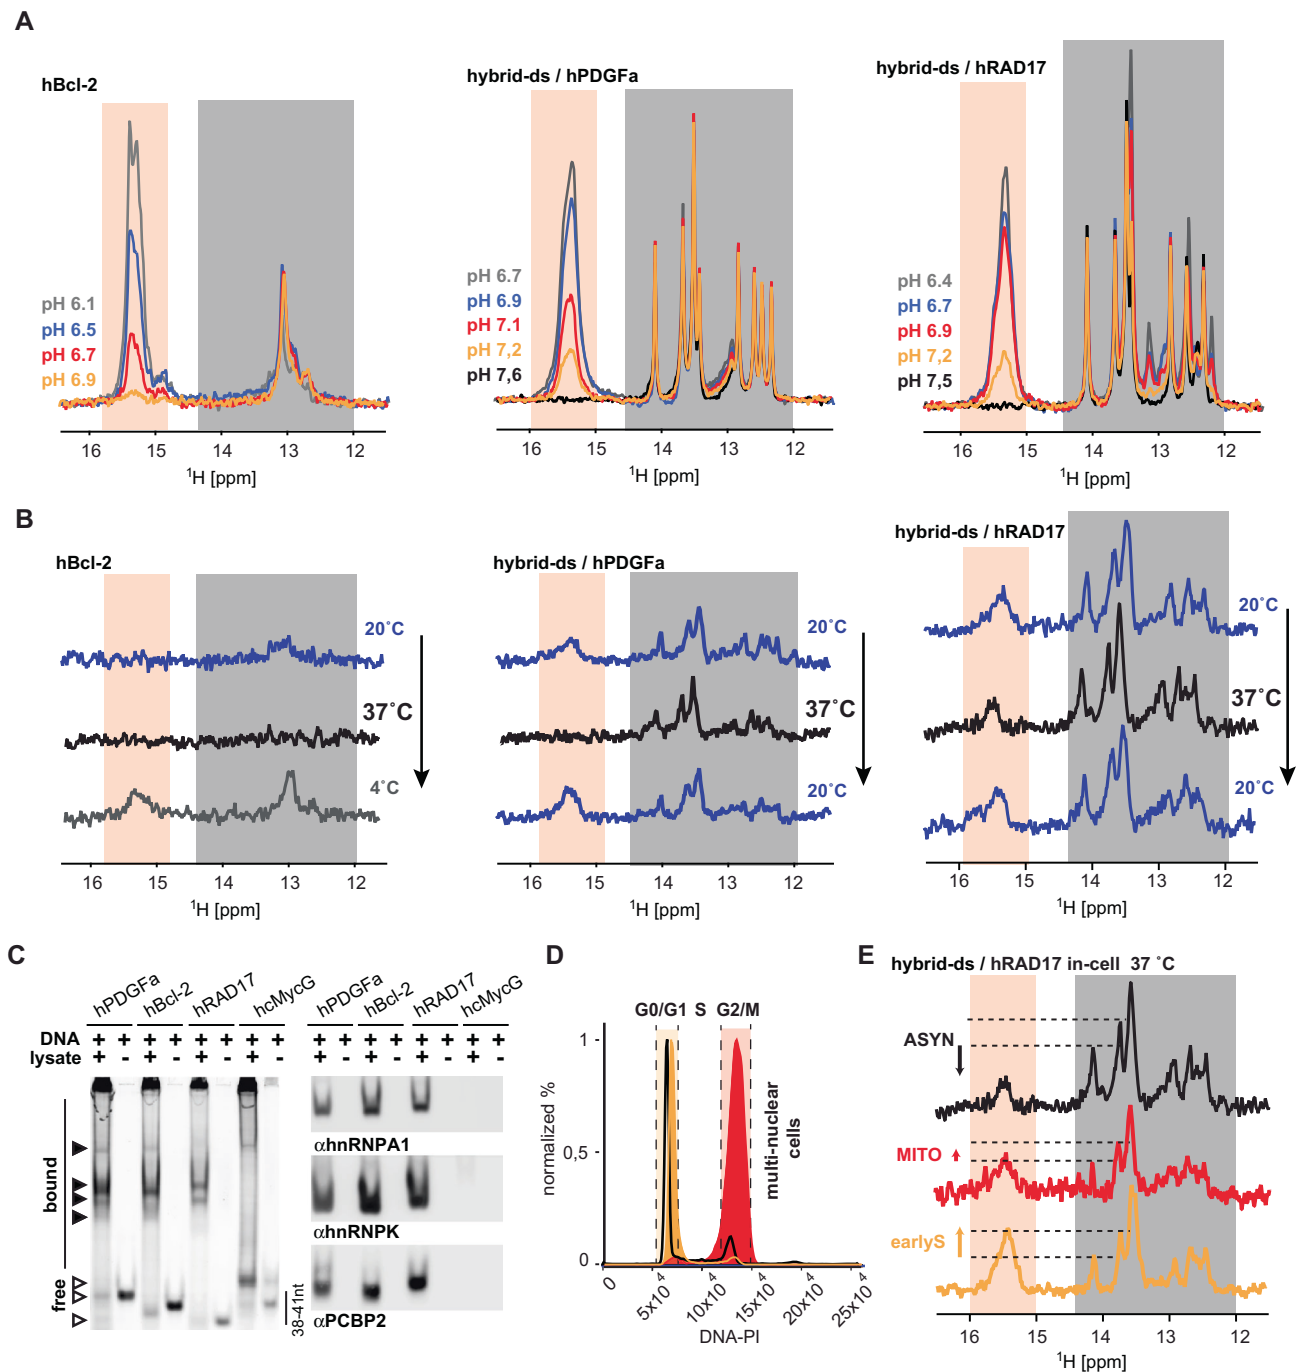 A
hBcl-2
pH 6.1
pH 6.5
pH 6.7
pH 6.9
16 15 14 13 12
¹H [ppm]
hybrid-ds / hPDGFa
pH 6.7
pH 6.9
pH 7.1
pH 7,2
pH 7,6
16 15 14 13 12
¹H [ppm]
hybrid-ds / hRAD17
pH 6.4
pH 6.7
pH 6.9
pH 7,2
pH 7,5
16 15 14 13 12
¹H [ppm]
B
hBcl-2
20˚C
37˚C
4˚C
16 15 14 13 12
¹H [ppm]
hybrid-ds / hPDGFa
20˚C
37˚C
20˚C
16 15 14 13 12
¹H [ppm]
hybrid-ds / hRAD17
20˚C
37˚C
20˚C
16 15 14 13 12
¹H [ppm]
C
hPDGFa hBcl-2 hRAD17 hcMycG
DNA + + + + + + + +
lysate + - + - + - + -
bound
free
38-41nt
hPDGFa hBcl-2 hRAD17 hcMycG
+ + + + + + + +
+ - + - + - + -
αhnRNPA1
αhnRNPK
αPCBP2
D
G0/G1 S G2/M
1
0,5
0
normalized %
multi-nuclear
cells
0 5x10⁴ 10x10⁴ 15x10⁴ 20x10⁴ 25x10⁴
DNA-PI
E
hybrid-ds / hRAD17 in-cell 37 ˚C
ASYN
MITO
earlyS
16 15 14 13 12
¹H [ppm]